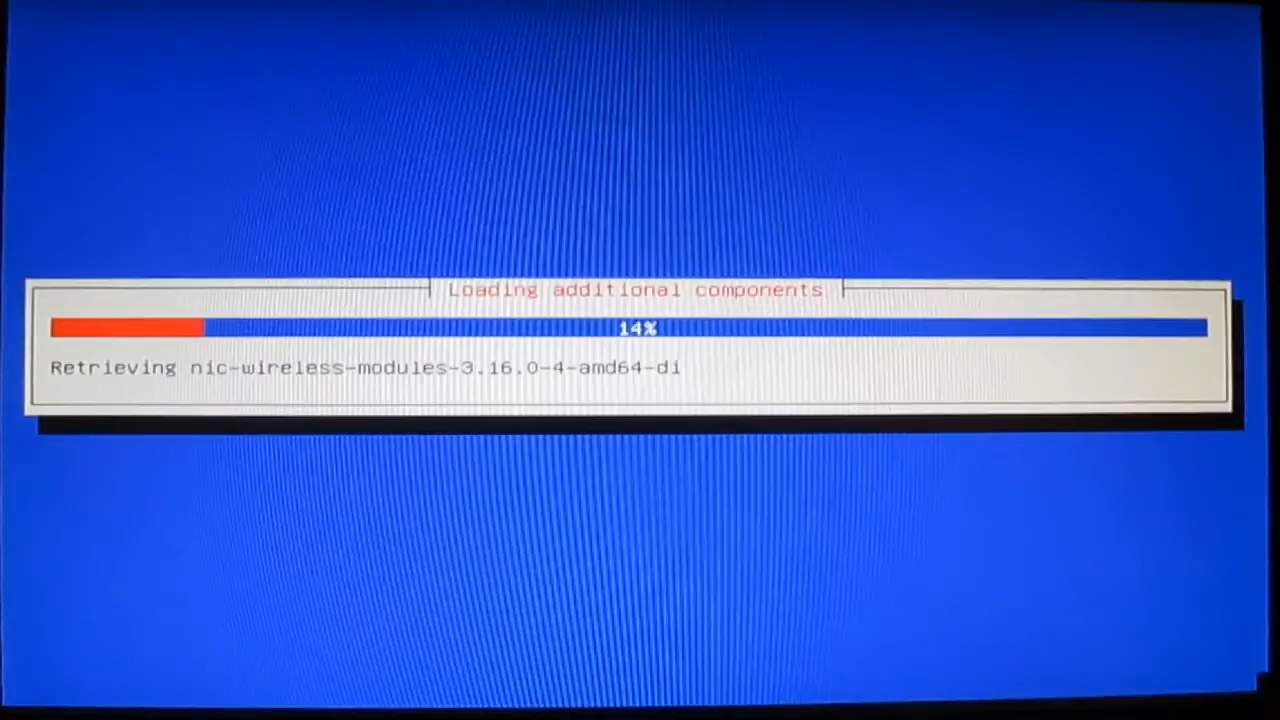 Loading additional components
14%
Retrieving nic-wireless-modules-3.16.0-4-amd64-di